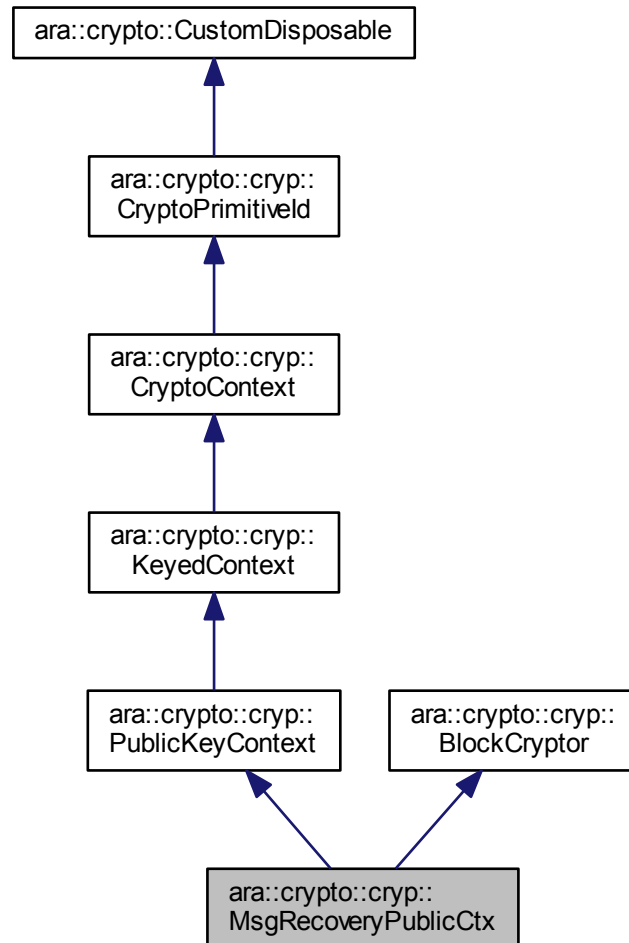 ara::crypto::CustomDisposable
ara::crypto::cryp::
CryptoPrimitiveId
ara::crypto::cryp::
CryptoContext
ara::crypto::cryp::
KeyedContext
ara::crypto::cryp::
PublicKeyContext
ara::crypto::cryp::
BlockCryptor
ara::crypto::cryp::
MsgRecoveryPublicCtx